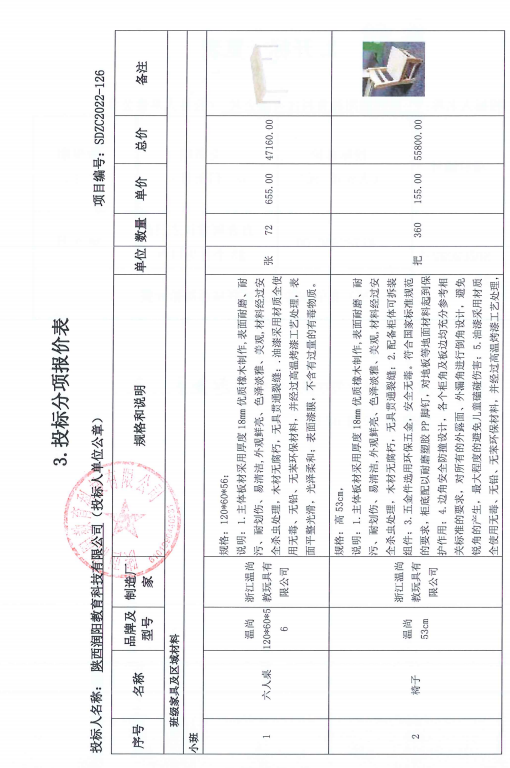 3. 投标分项报价表
投标人名称： 陕西润阳教育科技有限公司（投标人单位公章） 项目编号：SDZC2022-126
序号 名称 品牌及型号 制造厂家 规格和说明 单位 数量 单价 总价 备注
班级家具及区域材料
小班
1 六人桌 温尚 120*60*56 浙江温尚教玩具有限公司
规格：120*60*56；
说明：1.主体板材采用厚度 18mm 优质橡木制作,表面耐磨、耐
污、耐划伤、易清洁,外观鲜亮、色泽淡雅、美观,材料经过安
全杀虫处理，木材无腐朽，无具贯通裂缝；.油漆采用材质全使
用无毒、无铅、无苯环保材料，并经过高温烤漆工艺处理，表
面平整光滑，光泽柔和；表面漆膜，不含有过量的有毒物质。
张 72 655.00 47160.00
2 椅子 温尚 53cm 浙江温尚教玩具有限公司
规格：高 53cm，
说明：1.主体板材采用厚度 18mm 优质橡木制作,表面耐磨、耐
污、耐划伤、易清洁,外观鲜亮、色泽淡雅、美观,材料经过安
全杀虫处理，木材无腐朽，无具贯通裂缝；2.配备柜体可拆装
组件；3.五金件选用环保五金，安全无毒。符合国家标准规范
的要求，柜底配以耐磨塑胶 PP 脚钉，对地板等地面材料起到保
护作用；4.边角安全防撞设计，各个柜角及板边均充分参考相
关标准的要求，对所有的外露面、外漏角进行倒角设计，避免
锐角的产生，最大程度的避免儿童磕碰伤害；5.油漆采用材质
全使用无毒、无铅、无苯环保材料，并经过高温烤漆工艺处理，
把 360 155.00 55800.00